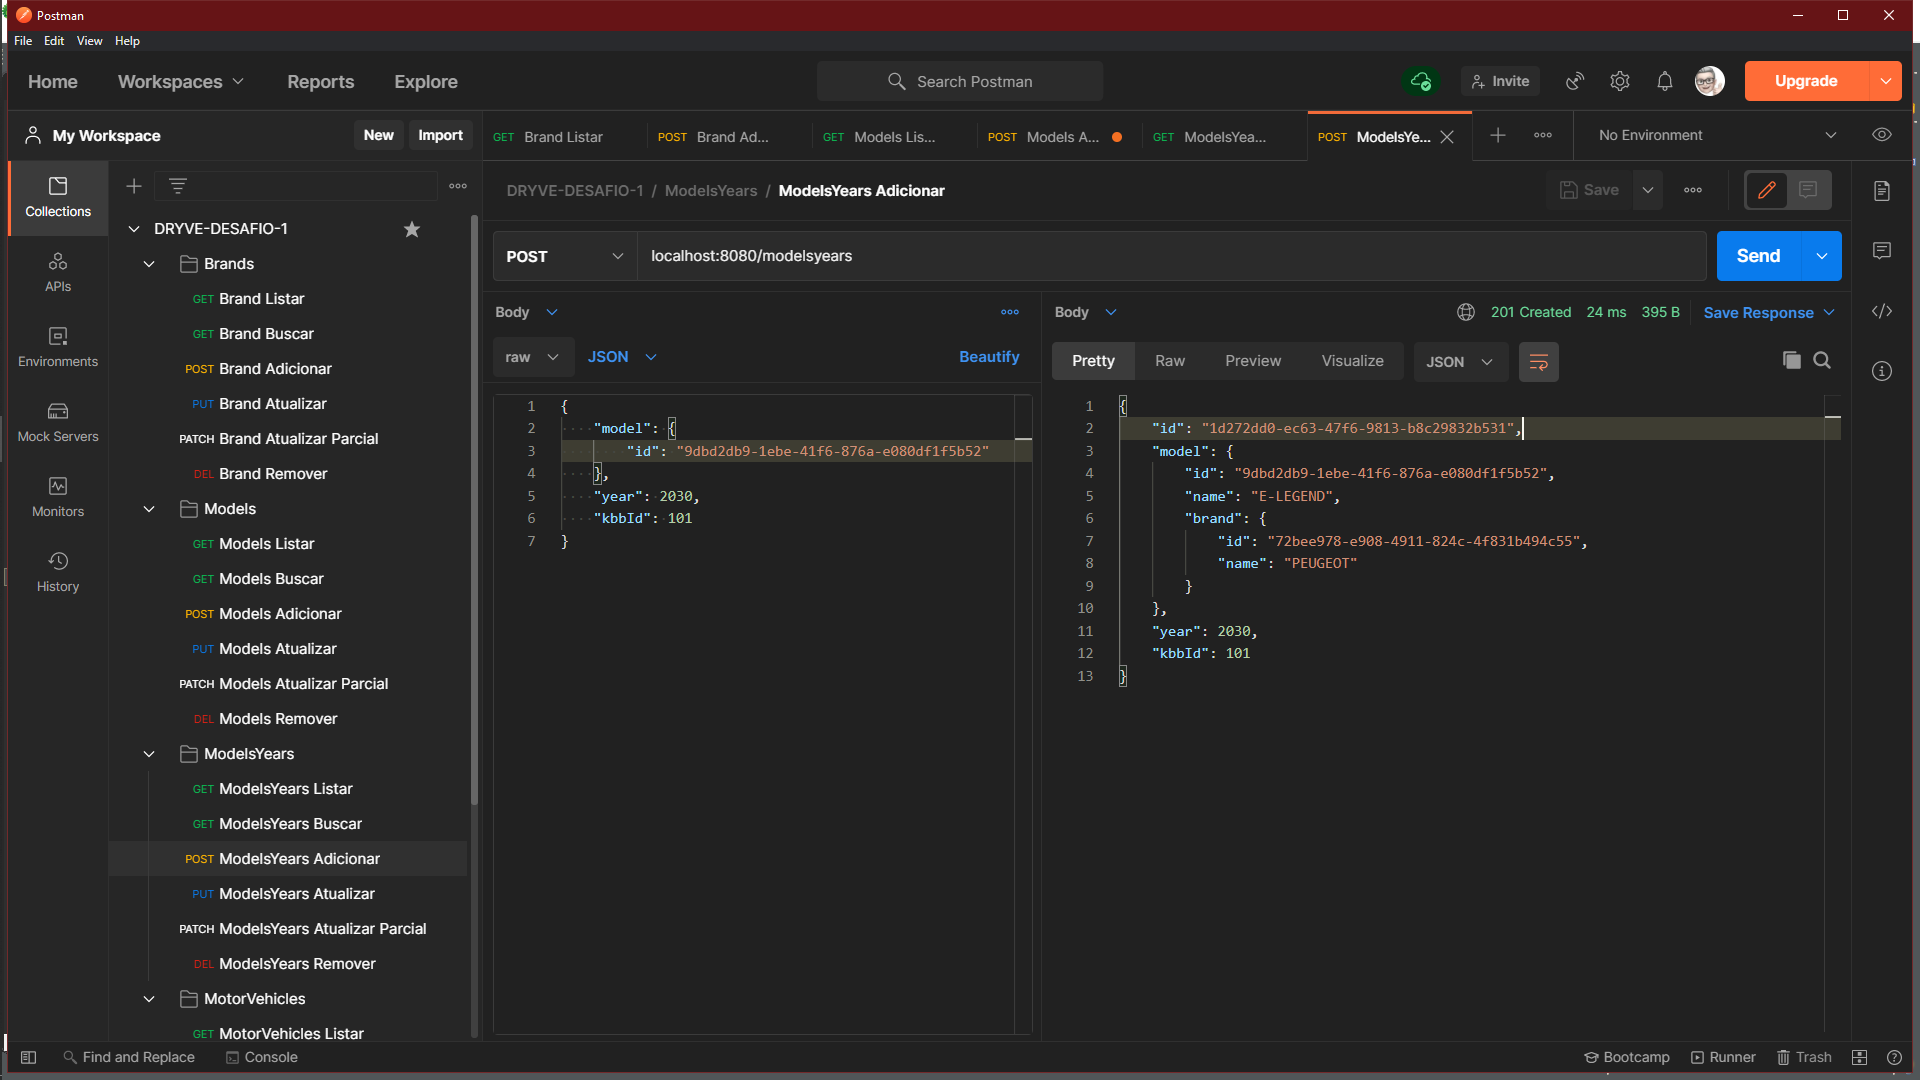 Postman
File Edit View Help
Home Workspaces Reports Explore Search Postman Invite Upgrade
My Workspace New Import
GET Brand Listar POST Brand Ad... GET Models Lis... POST Models A... GET ModelsYea... POST ModelsYe... No Environment
Collections
APIs
Environments
Mock Servers
Monitors
History
DRYVE-DESAFIO-1
Brands
GET Brand Listar
GET Brand Buscar
POST Brand Adicionar
PUT Brand Atualizar
PATCH Brand Atualizar Parcial
DEL Brand Remover
Models
GET Models Listar
GET Models Buscar
POST Models Adicionar
PUT Models Atualizar
PATCH Models Atualizar Parcial
DEL Models Remover
ModelsYears
GET ModelsYears Listar
GET ModelsYears Buscar
POST ModelsYears Adicionar
PUT ModelsYears Atualizar
PATCH ModelsYears Atualizar Parcial
DEL ModelsYears Remover
MotorVehicles
GET MotorVehicles Listar
DRYVE-DESAFIO-1 / ModelsYears / ModelsYears Adicionar Save
POST localhost:8080/modelsyears Send
Body
raw JSON Beautify
1 {
2 "model": {
3 "id": "9dbd2db9-1ebe-41f6-876a-e080df1f5b52"
4 },
5 "year": 2030,
6 "kbbId": 101
7 }
Body 201 Created 24 ms 395 B Save Response
Pretty Raw Preview Visualize JSON
1 {
2 "id": "1d272dd0-ec63-47f6-9813-b8c29832b531",
3 "model": {
4 "id": "9dbd2db9-1ebe-41f6-876a-e080df1f5b52",
5 "name": "E-LEGEND",
6 "brand": {
7 "id": "72bee978-e908-4911-824c-4f831b494c55",
8 "name": "PEUGEOT"
9 }
10 },
11 "year": 2030,
12 "kbbId": 101
13 }
Find and Replace Console Bootcamp Runner Trash